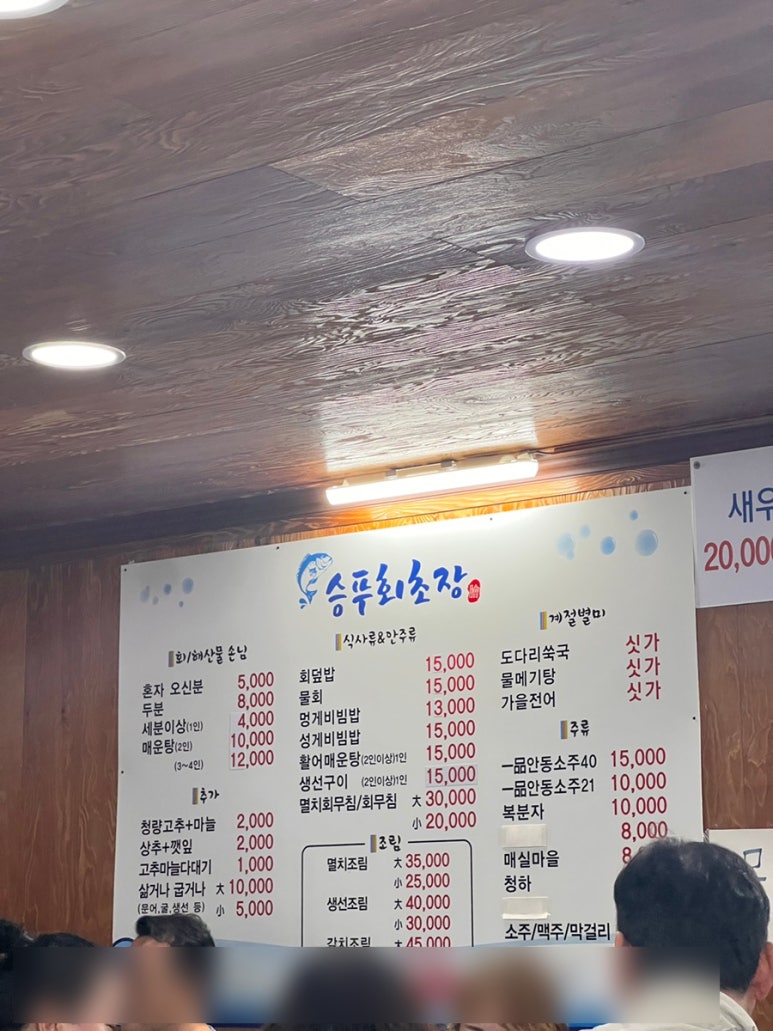 승푸회초장
회/해산물 손님
혼자 오신분 5,000
두분 8,000
세분이상(1인) 4,000
매운탕(2인) 10,000
(3~4인) 12,000
추가
청량고추+마늘 2,000
상추+깻잎 2,000
고추마늘다대기 1,000
삶거나 굽거나 大 10,000
(문어,굴,생선 등) 小 5,000
식사류&안주류
회덮밥 15,000
물회 15,000
멍게비빔밥 13,000
성게비빔밥 15,000
활어매운탕(2인이상)1인 15,000
생선구이 (2인이상)1인 15,000
멸치회무침/회무침 大 30,000
小 20,000
조림
멸치조림 大 35,000
小 25,000
생선조림 大 40,000
小 30,000
갈치조림 大 45,000
계절별미
도다리쑥국 싯가
물메기탕 싯가
가을전어 싯가
주류
一品안동소주40 15,000
一品안동소주21 10,000
복분자 10,000
8,000
매실마을
청하
소주/맥주/막걸리
새우
20,000